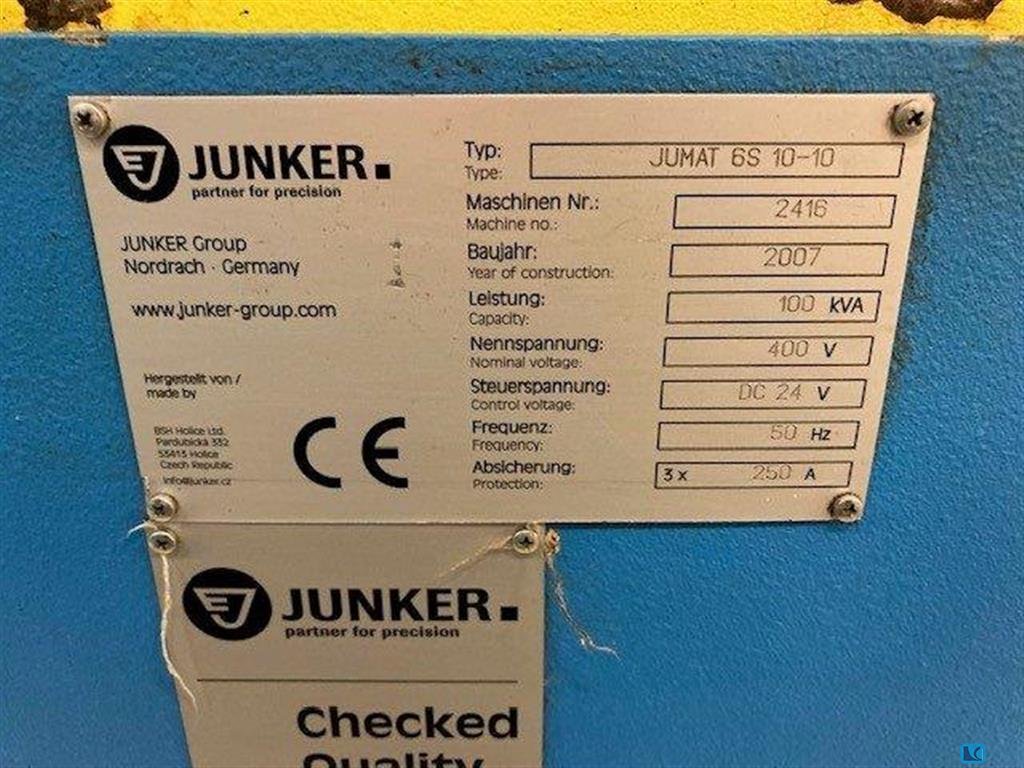 JUNKER.
partner for precision
JUNKER Group
Nordrach · Germany
www.junker-group.com
Hergestellt von /
made by
BSH Holice Ltd.
Pardubická 332
53413 Holice
Czech Republic
info@junker.cz
CE
Typ:
Type: JUMAT 6S 10-10
Maschinen Nr.:
Machine no.: 2416
Baujahr:
Year of construction: 2007
Leistung:
Capacity: 100 kVA
Nennspannung:
Nominal voltage: 400 V
Steuerspannung:
Control voltage: DC 24 V
Frequenz:
Frequency: 50 Hz
Absicherung:
Protection: 3 x 250 A
JUNKER.
partner for precision
Checked
Quality